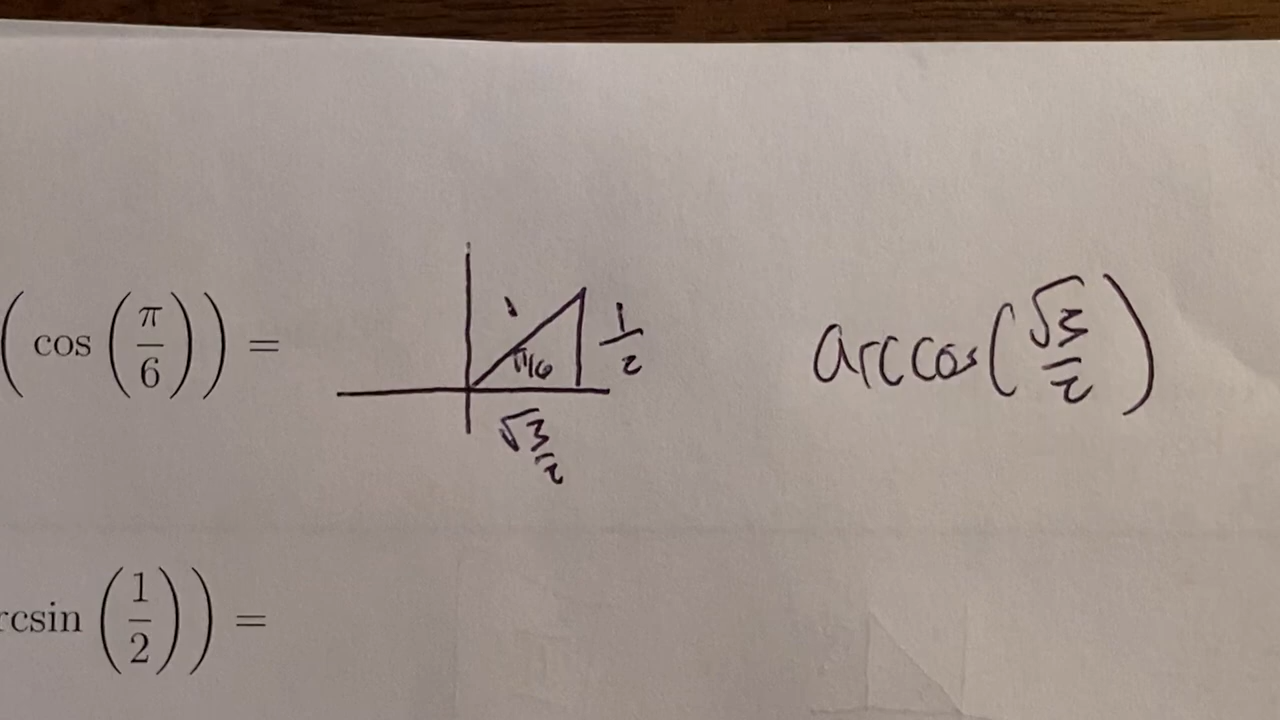 (cos(π/6)) =
1
π/6
1/2
√3/2
arccos(√3/2)
rcsin(1/2)) =